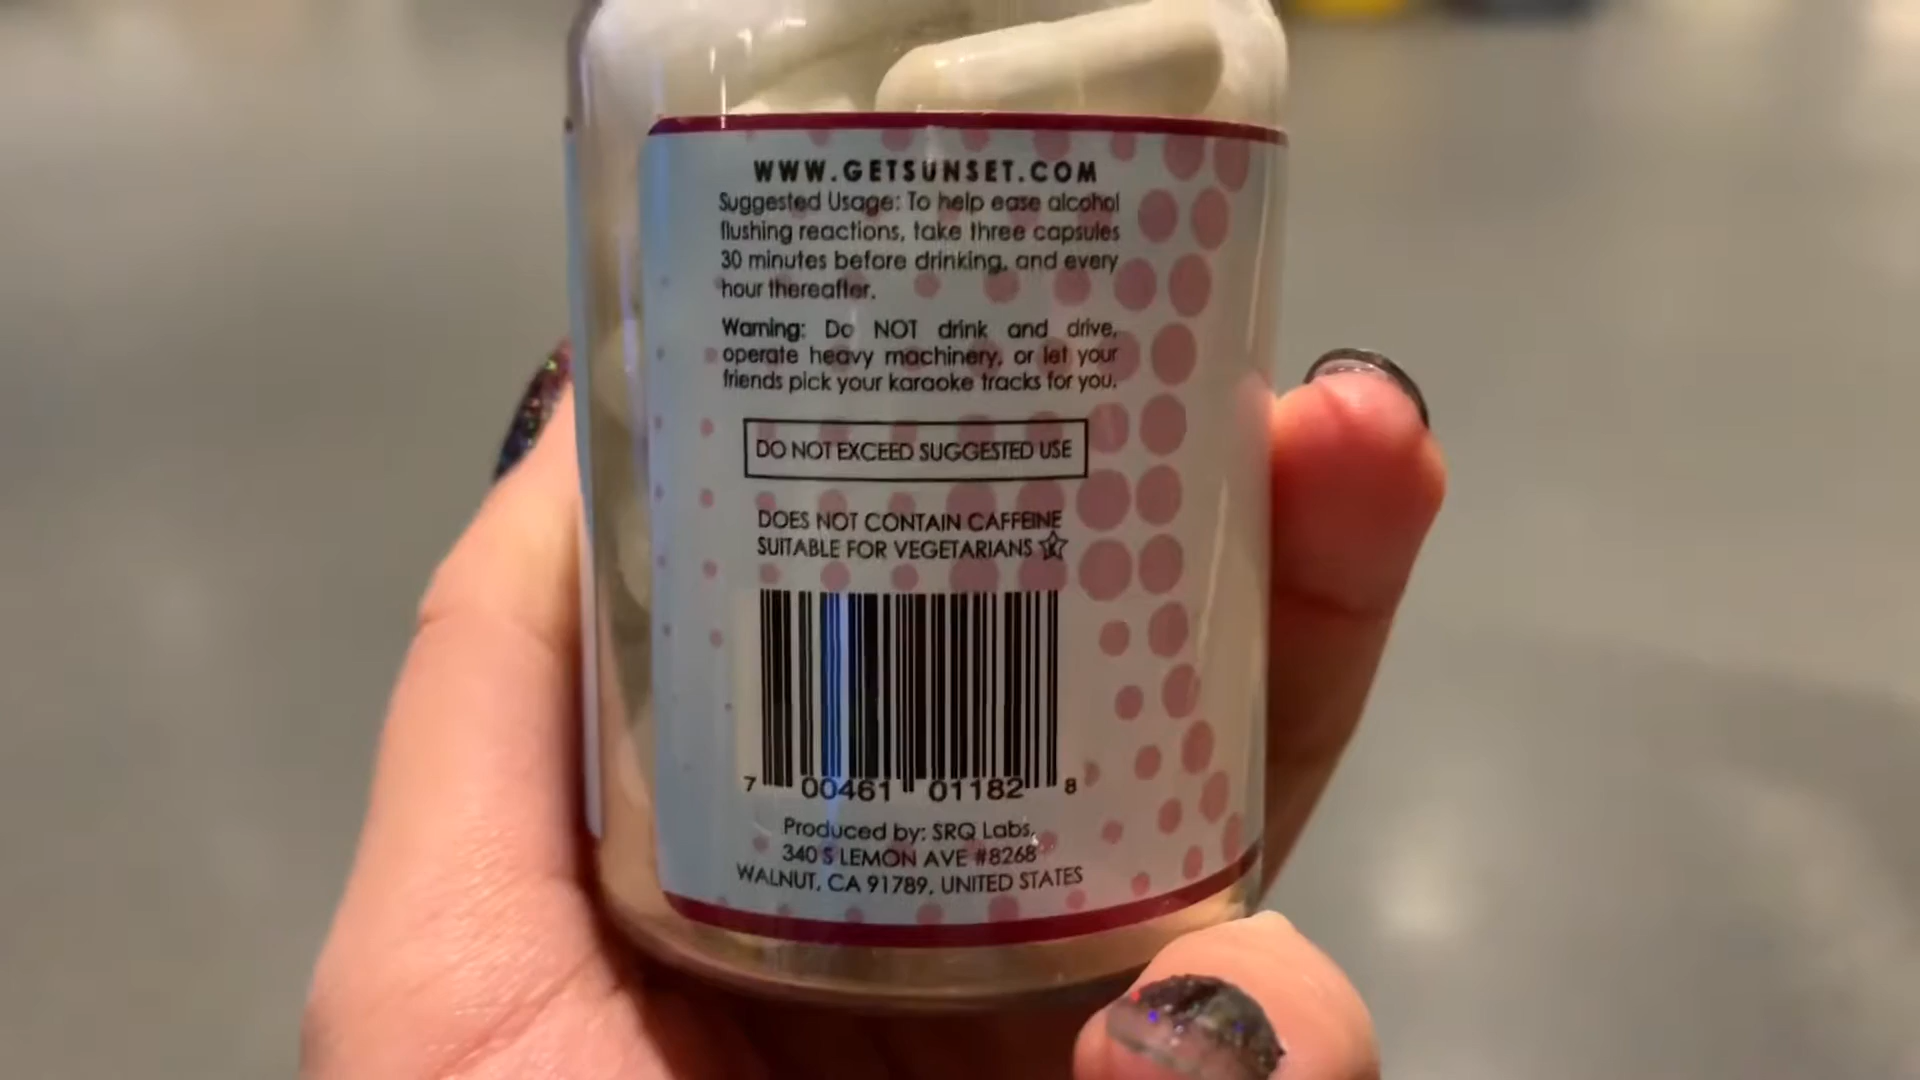 WWW.GETSUNSET.COM
Suggested Usage: To help ease alcohol
flushing reactions, take three capsules
30 minutes before drinking, and every
hour thereafter.
Warning: Do NOT drink and drive,
operate heavy machinery, or let your
friends pick your karaoke tracks for you.
DO NOT EXCEED SUGGESTED USE
DOES NOT CONTAIN CAFFEINE
SUITABLE FOR VEGETARIANS K
7 00461 01182 8
Produced by: SRQ Labs,
340 S LEMON AVE #8268
WALNUT, CA 91789, UNITED STATES